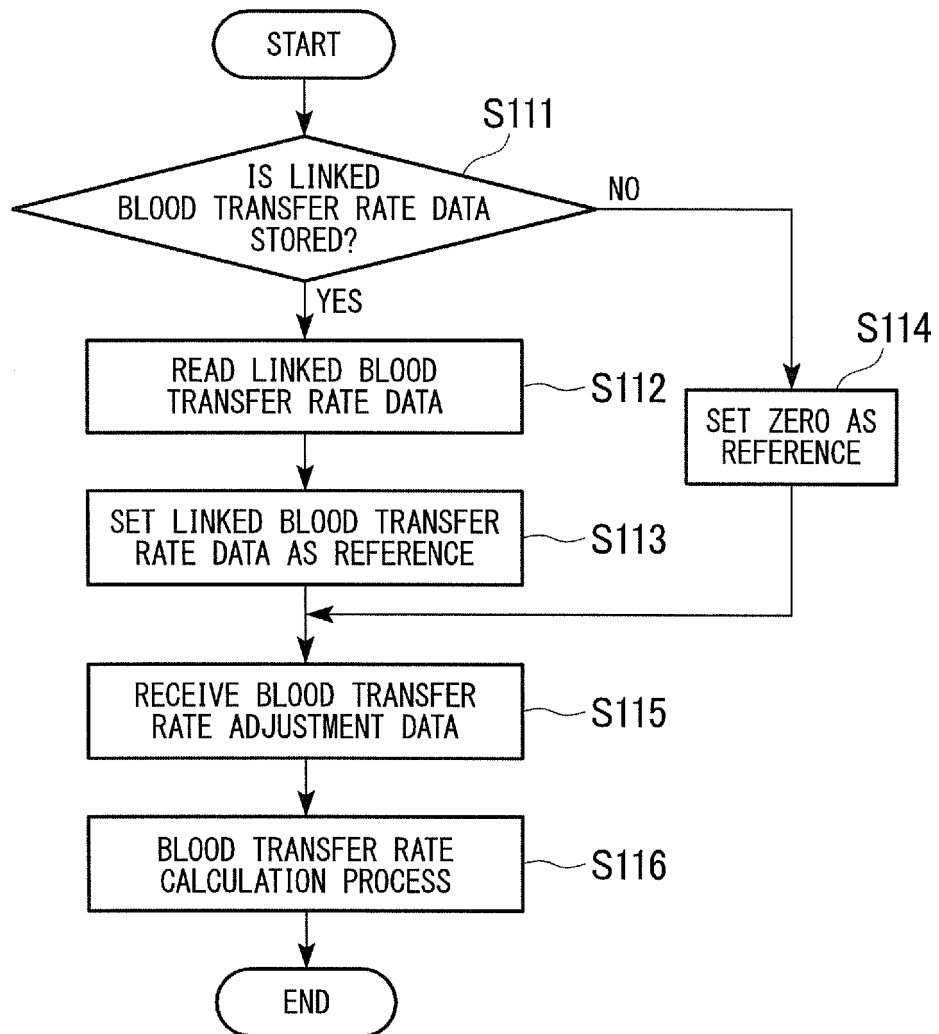 START
S111
IS LINKED
BLOOD TRANSFER RATE DATA
STORED?
NO
YES
S114
READ LINKED BLOOD
TRANSFER RATE DATA
S112
SET ZERO AS
REFERENCE
SET LINKED BLOOD TRANSFER
RATE DATA AS REFERENCE
S113
RECEIVE BLOOD TRANSFER
RATE ADJUSTMENT DATA
S115
BLOOD TRANSFER RATE
CALCULATION PROCESS
S116
END